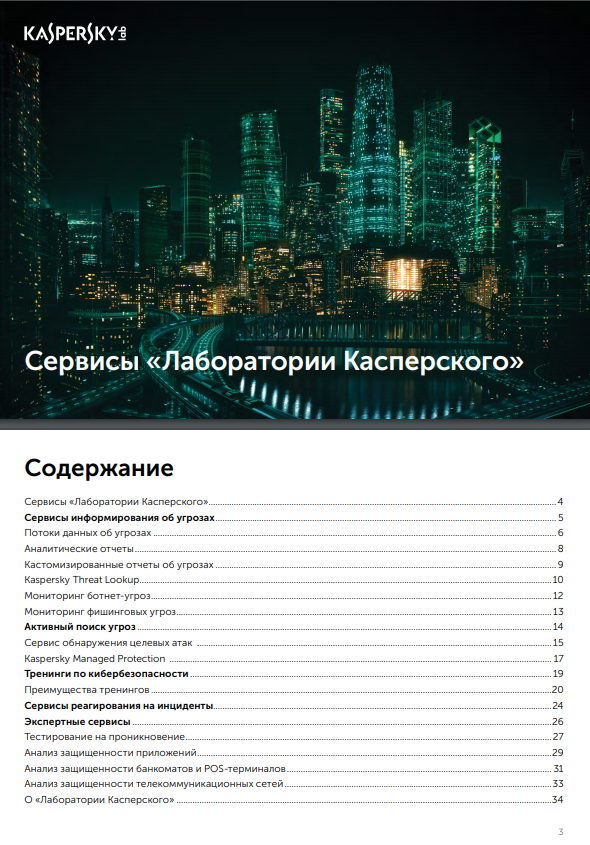 KASPERSKY lab
Сервисы «Лаборатории Касперского»
Содержание
Сервисы «Лаборатории Касперского» 4
Сервисы информирования об угрозах 5
Потоки данных об угрозах 6
Аналитические отчеты 8
Кастомизированные отчеты об угрозах 9
Kaspersky Threat Lookup 10
Мониторинг ботнет-угроз 12
Мониторинг фишинговых угроз 13
Активный поиск угроз 14
Сервис обнаружения целевых атак 15
Kaspersky Managed Protection 17
Тренинги по кибербезопасности 19
Преимущества тренингов 20
Сервисы реагирования на инциденты 24
Экспертные сервисы 26
Тестирование на проникновение 27
Анализ защищенности приложений 29
Анализ защищенности банкоматов и POS-терминалов 31
Анализ защищенности телекоммуникационных сетей 33
О «Лаборатории Касперского» 34
3